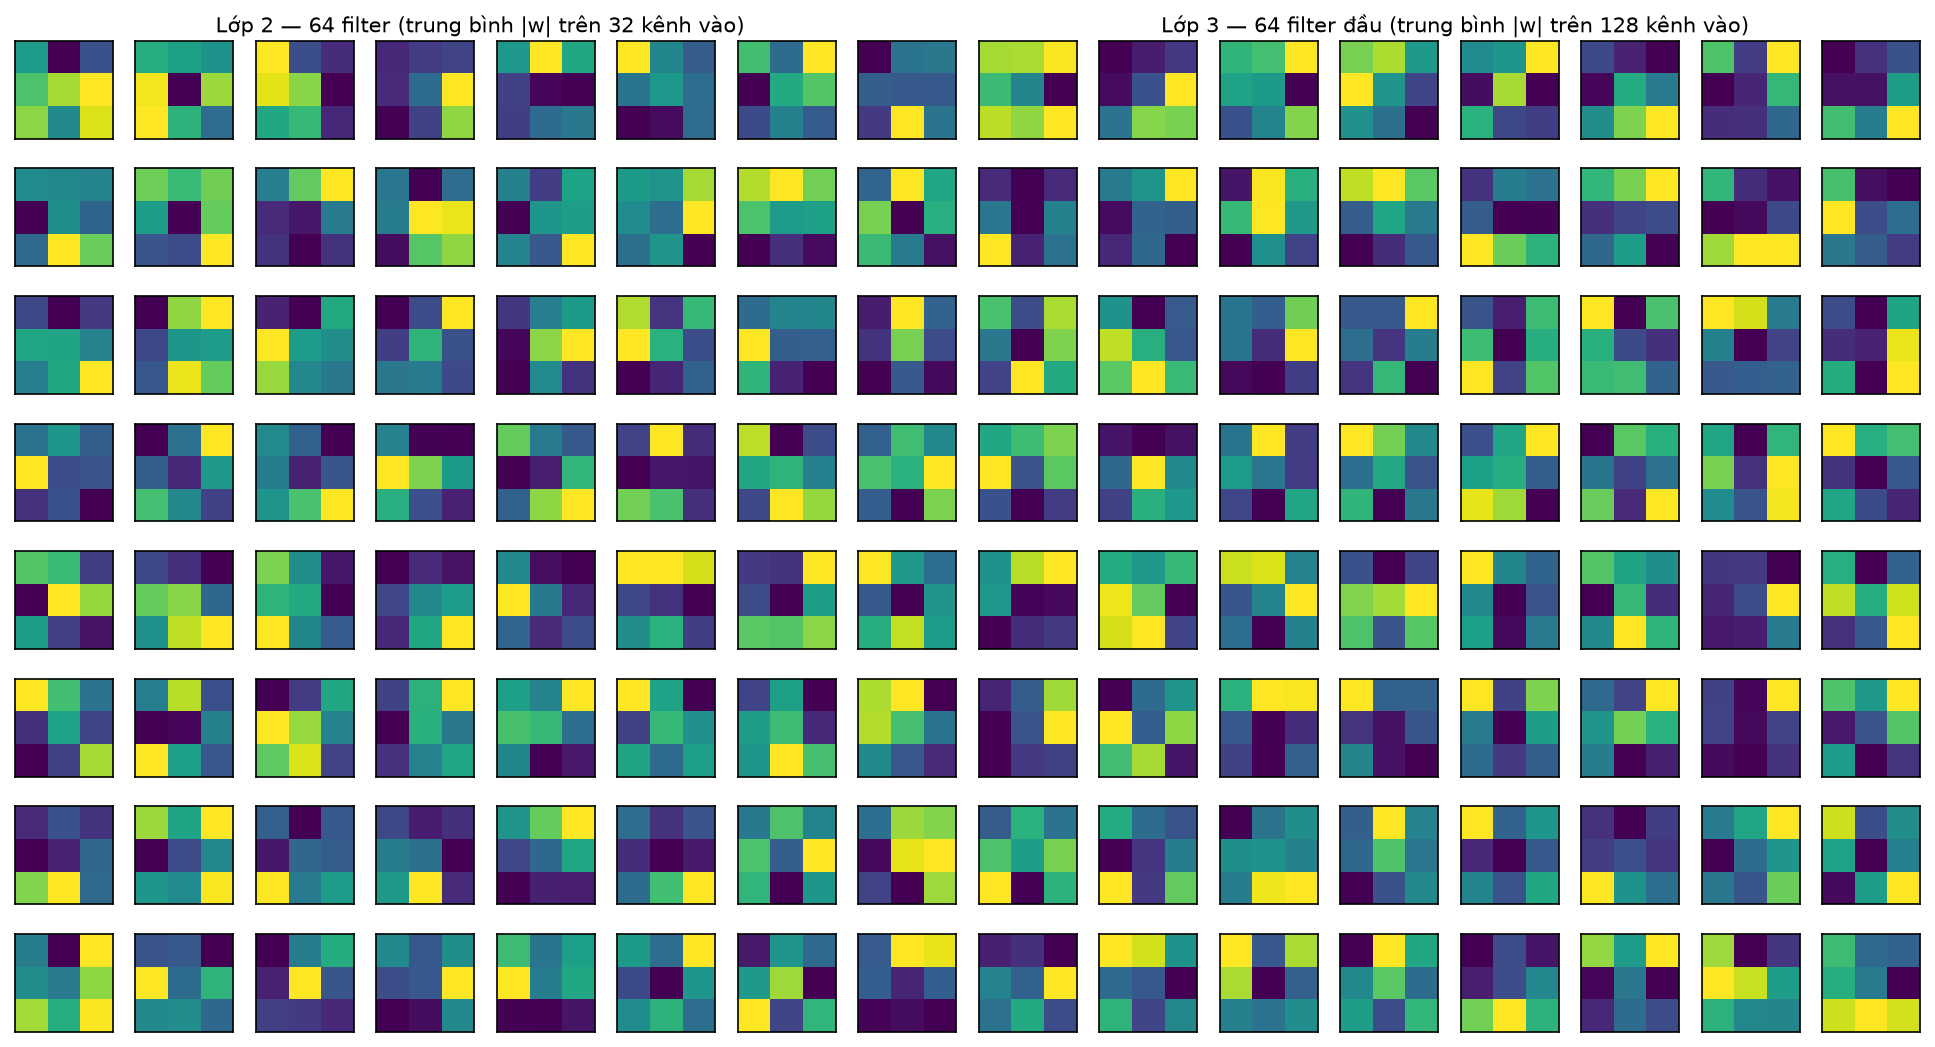 Lớp 2 — 64 filter (trung bình |w| trên 32 kênh vào)
Lớp 3 — 64 filter đầu (trung bình |w| trên 128 kênh vào)